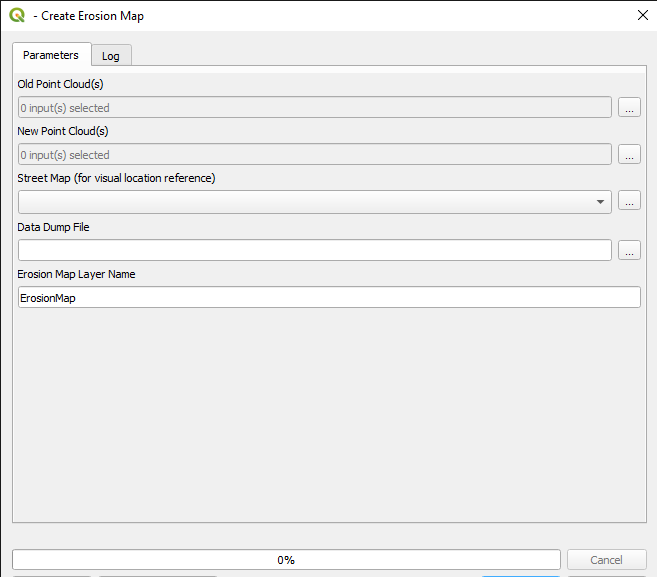 - Create Erosion Map
Parameters
Log
Old Point Cloud(s)
0 input(s) selected
...
New Point Cloud(s)
0 input(s) selected
...
Street Map (for visual location reference)
...
Data Dump File
...
Erosion Map Layer Name
ErosionMap
0%
Cancel